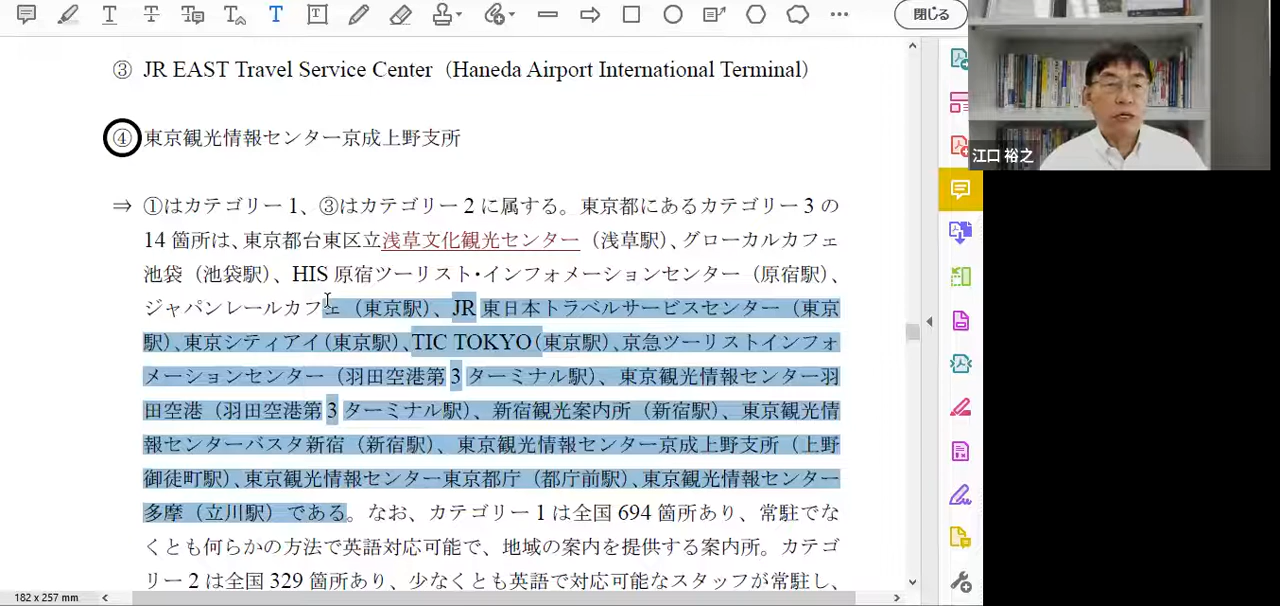 閉じる
江口 裕之
③ JR EAST Travel Service Center（Haneda Airport International Terminal）
④ 東京観光情報センター京成上野支所
⇒ ①はカテゴリー 1、③はカテゴリー 2 に属する。東京都にあるカテゴリー 3 の
14 箇所は、東京都台東区立浅草文化観光センター（浅草駅）、グローカルカフェ
池袋（池袋駅）、HIS 原宿ツーリスト・インフォメーションセンター（原宿駅）、
ジャパンレールカフェ（東京駅）、JR 東日本トラベルサービスセンター（東京
駅）、東京シティアイ（東京駅）、TIC TOKYO（東京駅）、京急ツーリストインフォ
メーションセンター（羽田空港第 3 ターミナル駅）、東京観光情報センター羽
田空港（羽田空港第 3 ターミナル駅）、新宿観光案内所（新宿駅）、東京観光情
報センターバスタ新宿（新宿駅）、東京観光情報センター京成上野支所（上野
御徒町駅）、東京観光情報センター東京都庁（都庁前駅）、東京観光情報センター
多摩（立川駅）である。なお、カテゴリー 1 は全国 694 箇所あり、常駐でな
くとも何らかの方法で英語対応可能で、地域の案内を提供する案内所。カテゴ
リー 2 は全国 329 箇所あり、少なくとも英語で対応可能なスタッフが常駐し、
182 x 257 mm